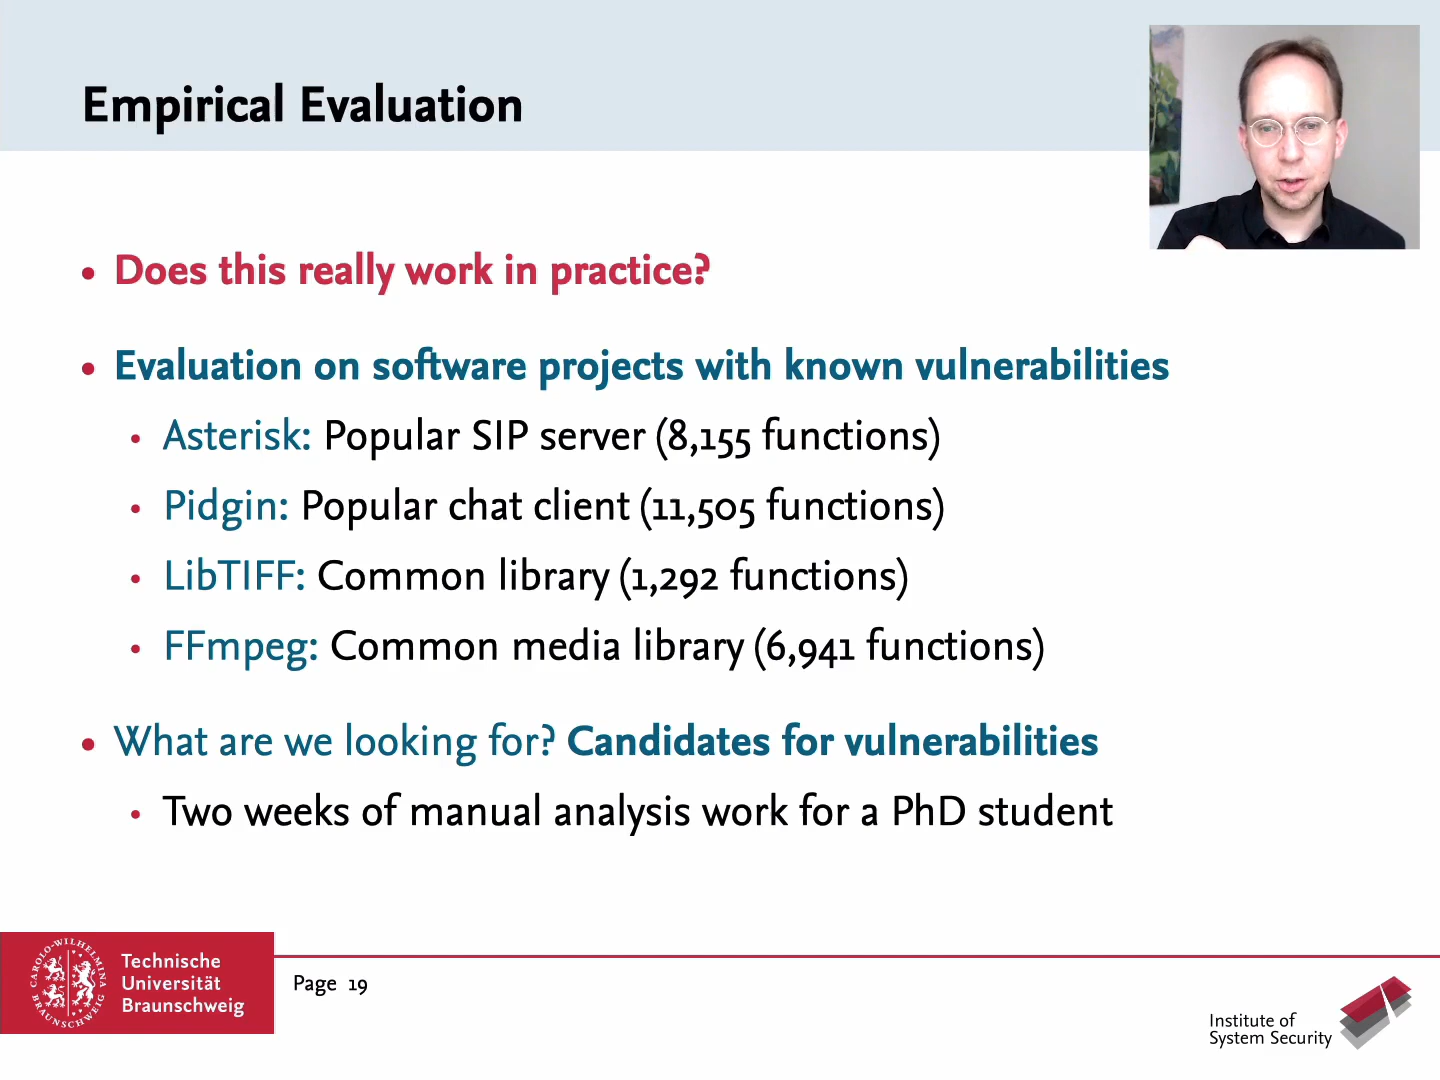 Empirical Evaluation
• Does this really work in practice?
• Evaluation on software projects with known vulnerabilities
• Asterisk: Popular SIP server (8,155 functions)
• Pidgin: Popular chat client (11,505 functions)
• LibTIFF: Common library (1,292 functions)
• FFmpeg: Common media library (6,941 functions)
• What are we looking for? Candidates for vulnerabilities
• Two weeks of manual analysis work for a PhD student
CAROLO-WILHELMINA
BRAUNSCHWEIG
Technische
Universität
Braunschweig
Page 19
Institute of
System Security